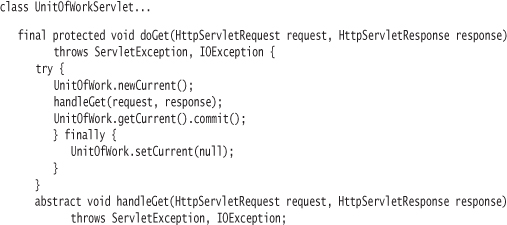 class UnitOfWorkServlet...
final protected void doGet(HttpServletRequest request, HttpServletResponse response)
throws ServletException, IOException {
try {
UnitOfWork.newCurrent();
handleGet(request, response);
UnitOfWork.getCurrent().commit();
} finally {
UnitOfWork.setCurrent(null);
}
}
abstract void handleGet(HttpServletRequest request, HttpServletResponse response)
throws ServletException, IOException;